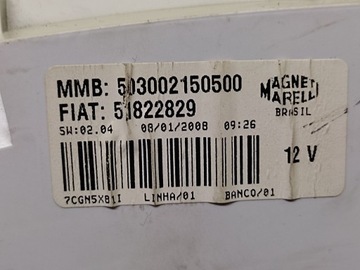 MMB: 503002150500
FIAT: 51822829
SW:02.04 08/01/2008 09:26
MAGNETI
MARELLI
BRASIL
12 V
7CGN5X81I LINHA/01 BANCO/01